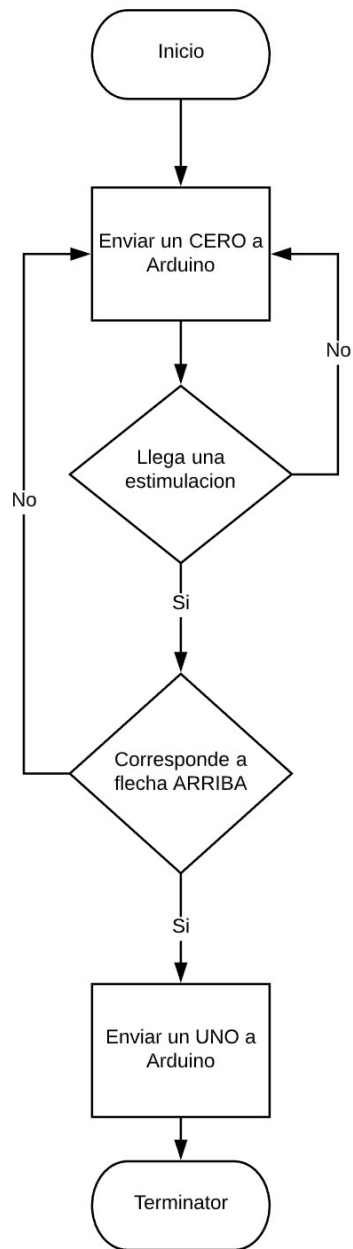 Inicio
Enviar un CERO a
Arduino
No
Llega una
estimulacion
No
Si
Corresponde a
flecha ARRIBA
Si
Enviar un UNO a
Arduino
Terminator